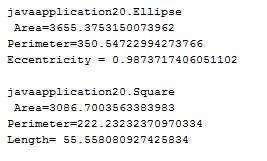 javaapplication20.Ellipse
Area=3655.3753150073962
Perimeter=350.54722994273766
Eccentricity = 0.9873717406051102
javaapplication20.Square
Area=3086.7003563383983
Perimeter=222.23232370970334
Length= 55.558080927425834